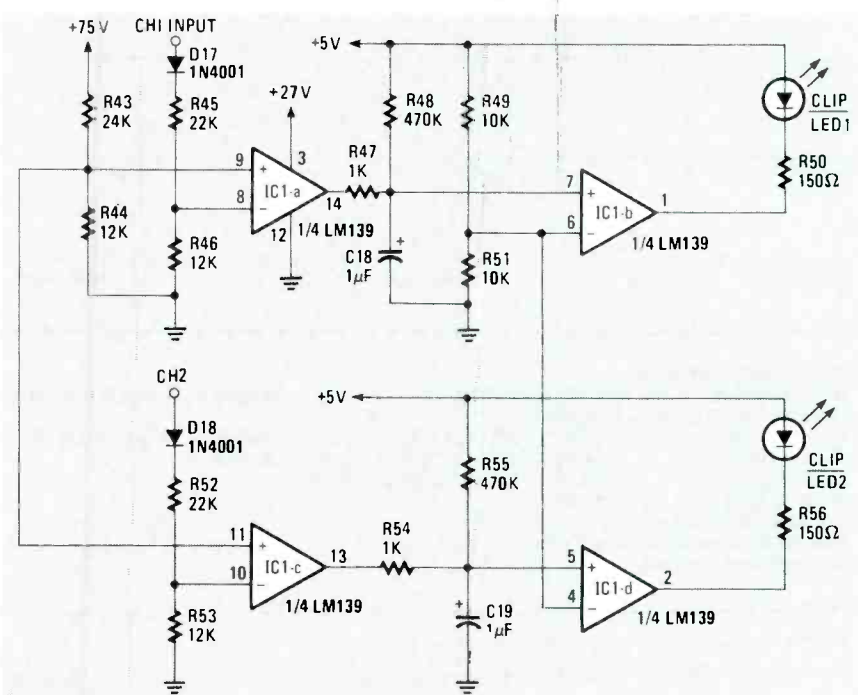 +75V
CH1 INPUT
D17
1N4001
+5V
R43
24K
R45
22K
+27V
R48
470K
R49
10K
CLIP
LED1
R47
1K
9
+
3
IC1-a
8
−
14
12
1/4 LM139
7
+
1
IC1-b
6
−
1/4 LM139
R50
150Ω
R44
12K
R46
12K
C18
1μF
+
R51
10K
CH2
+5V
D18
1N4001
R52
22K
R55
470K
CLIP
LED2
R54
1K
11
+
13
IC1-c
10
−
1/4 LM139
5
+
2
IC1-d
4
−
1/4 LM139
R56
150Ω
R53
12K
+
C19
1μF